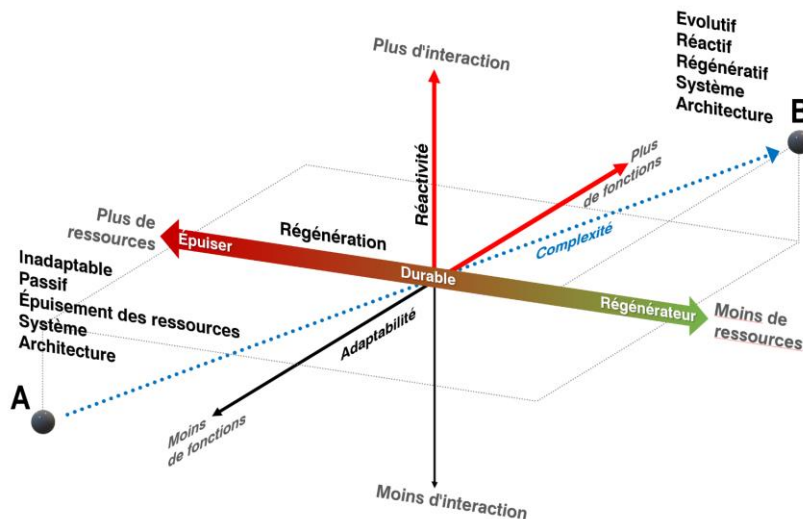 Plus d'interaction
Evolutif
Réactif
Régénératif
Système
Architecture
B
Réactivité
Plus
de fonctions
Plus de
ressources
Épuiser
Régénération
Complexité
Durable
Inadaptable
Passif
Épuisement des ressources
Système
Architecture
Régénérateur
Moins de
ressources
Adaptabilité
A
Moins
de fonctions
Moins d'interaction